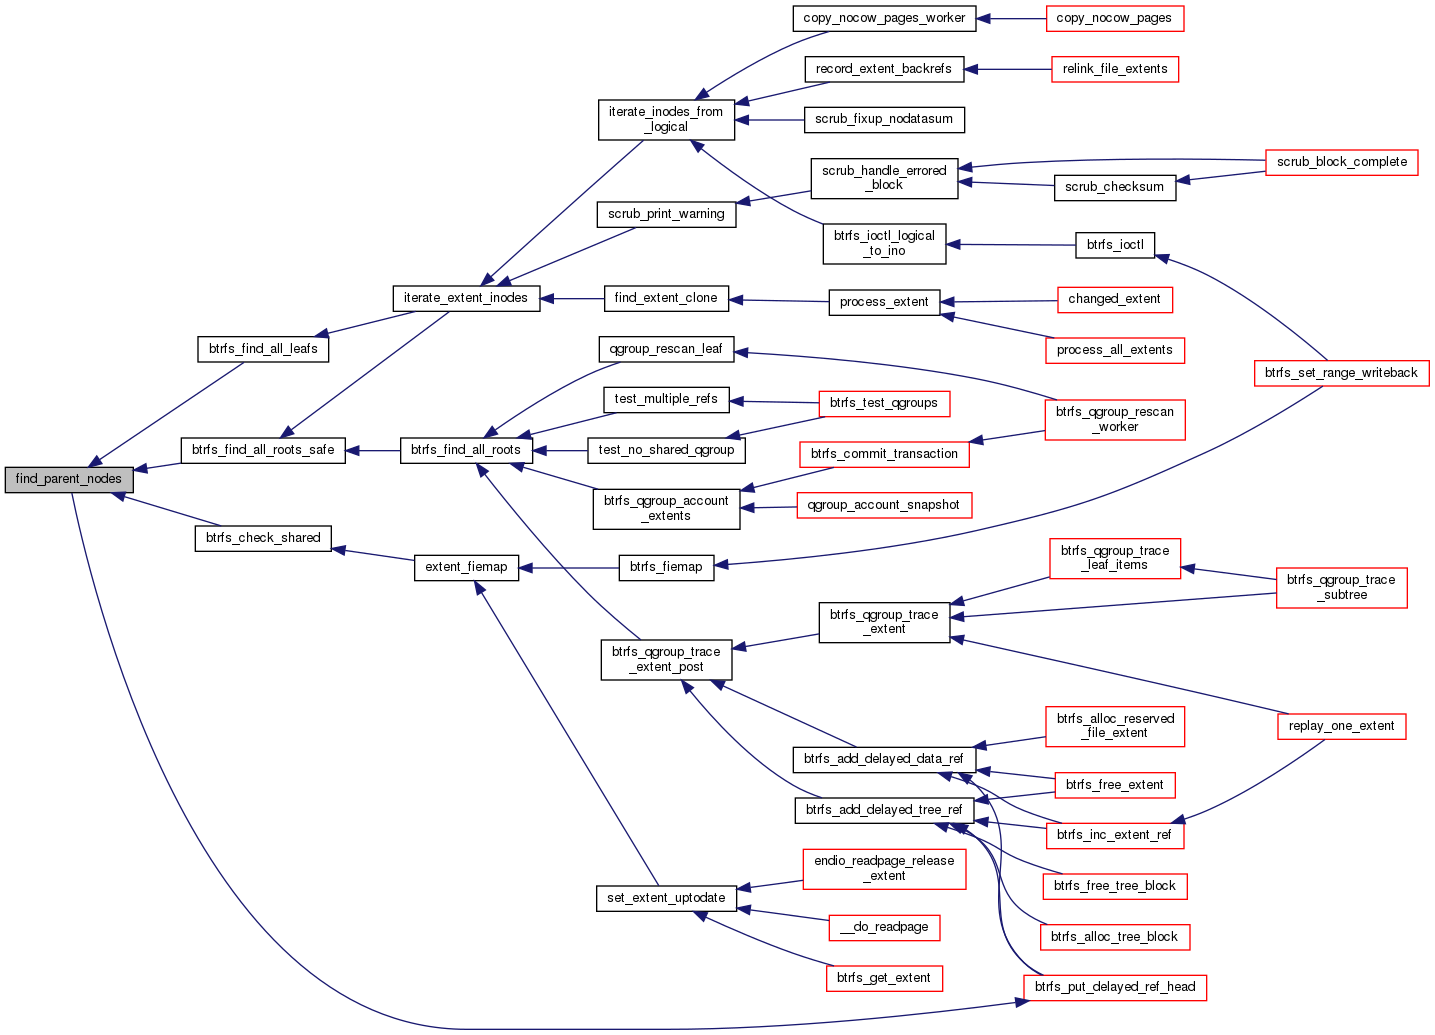 copy_nocow_pages_worker
copy_nocow_pages
record_extent_backrefs
relink_file_extents
iterate_inodes_from
_logical
scrub_fixup_nodatasum
scrub_handle_errored
_block
scrub_block_complete
scrub_checksum
scrub_print_warning
btrfs_ioctl_logical
_to_ino
btrfs_ioctl
iterate_extent_inodes
find_extent_clone
process_extent
changed_extent
btrfs_find_all_leafs
qgroup_rescan_leaf
process_all_extents
btrfs_set_range_writeback
test_multiple_refs
btrfs_test_qgroups
btrfs_qgroup_rescan
_worker
btrfs_find_all_roots_safe
btrfs_find_all_roots
test_no_shared_qgroup
btrfs_commit_transaction
find_parent_nodes
btrfs_qgroup_account
_extents
qgroup_account_snapshot
btrfs_check_shared
extent_fiemap
btrfs_fiemap
btrfs_qgroup_trace
_leaf_items
btrfs_qgroup_trace
_subtree
btrfs_qgroup_trace
_extent
btrfs_qgroup_trace
_extent_post
btrfs_alloc_reserved
_file_extent
replay_one_extent
btrfs_add_delayed_data_ref
btrfs_free_extent
btrfs_add_delayed_tree_ref
btrfs_inc_extent_ref
endio_readpage_release
_extent
btrfs_free_tree_block
set_extent_uptodate
__do_readpage
btrfs_alloc_tree_block
btrfs_get_extent
btrfs_put_delayed_ref_head